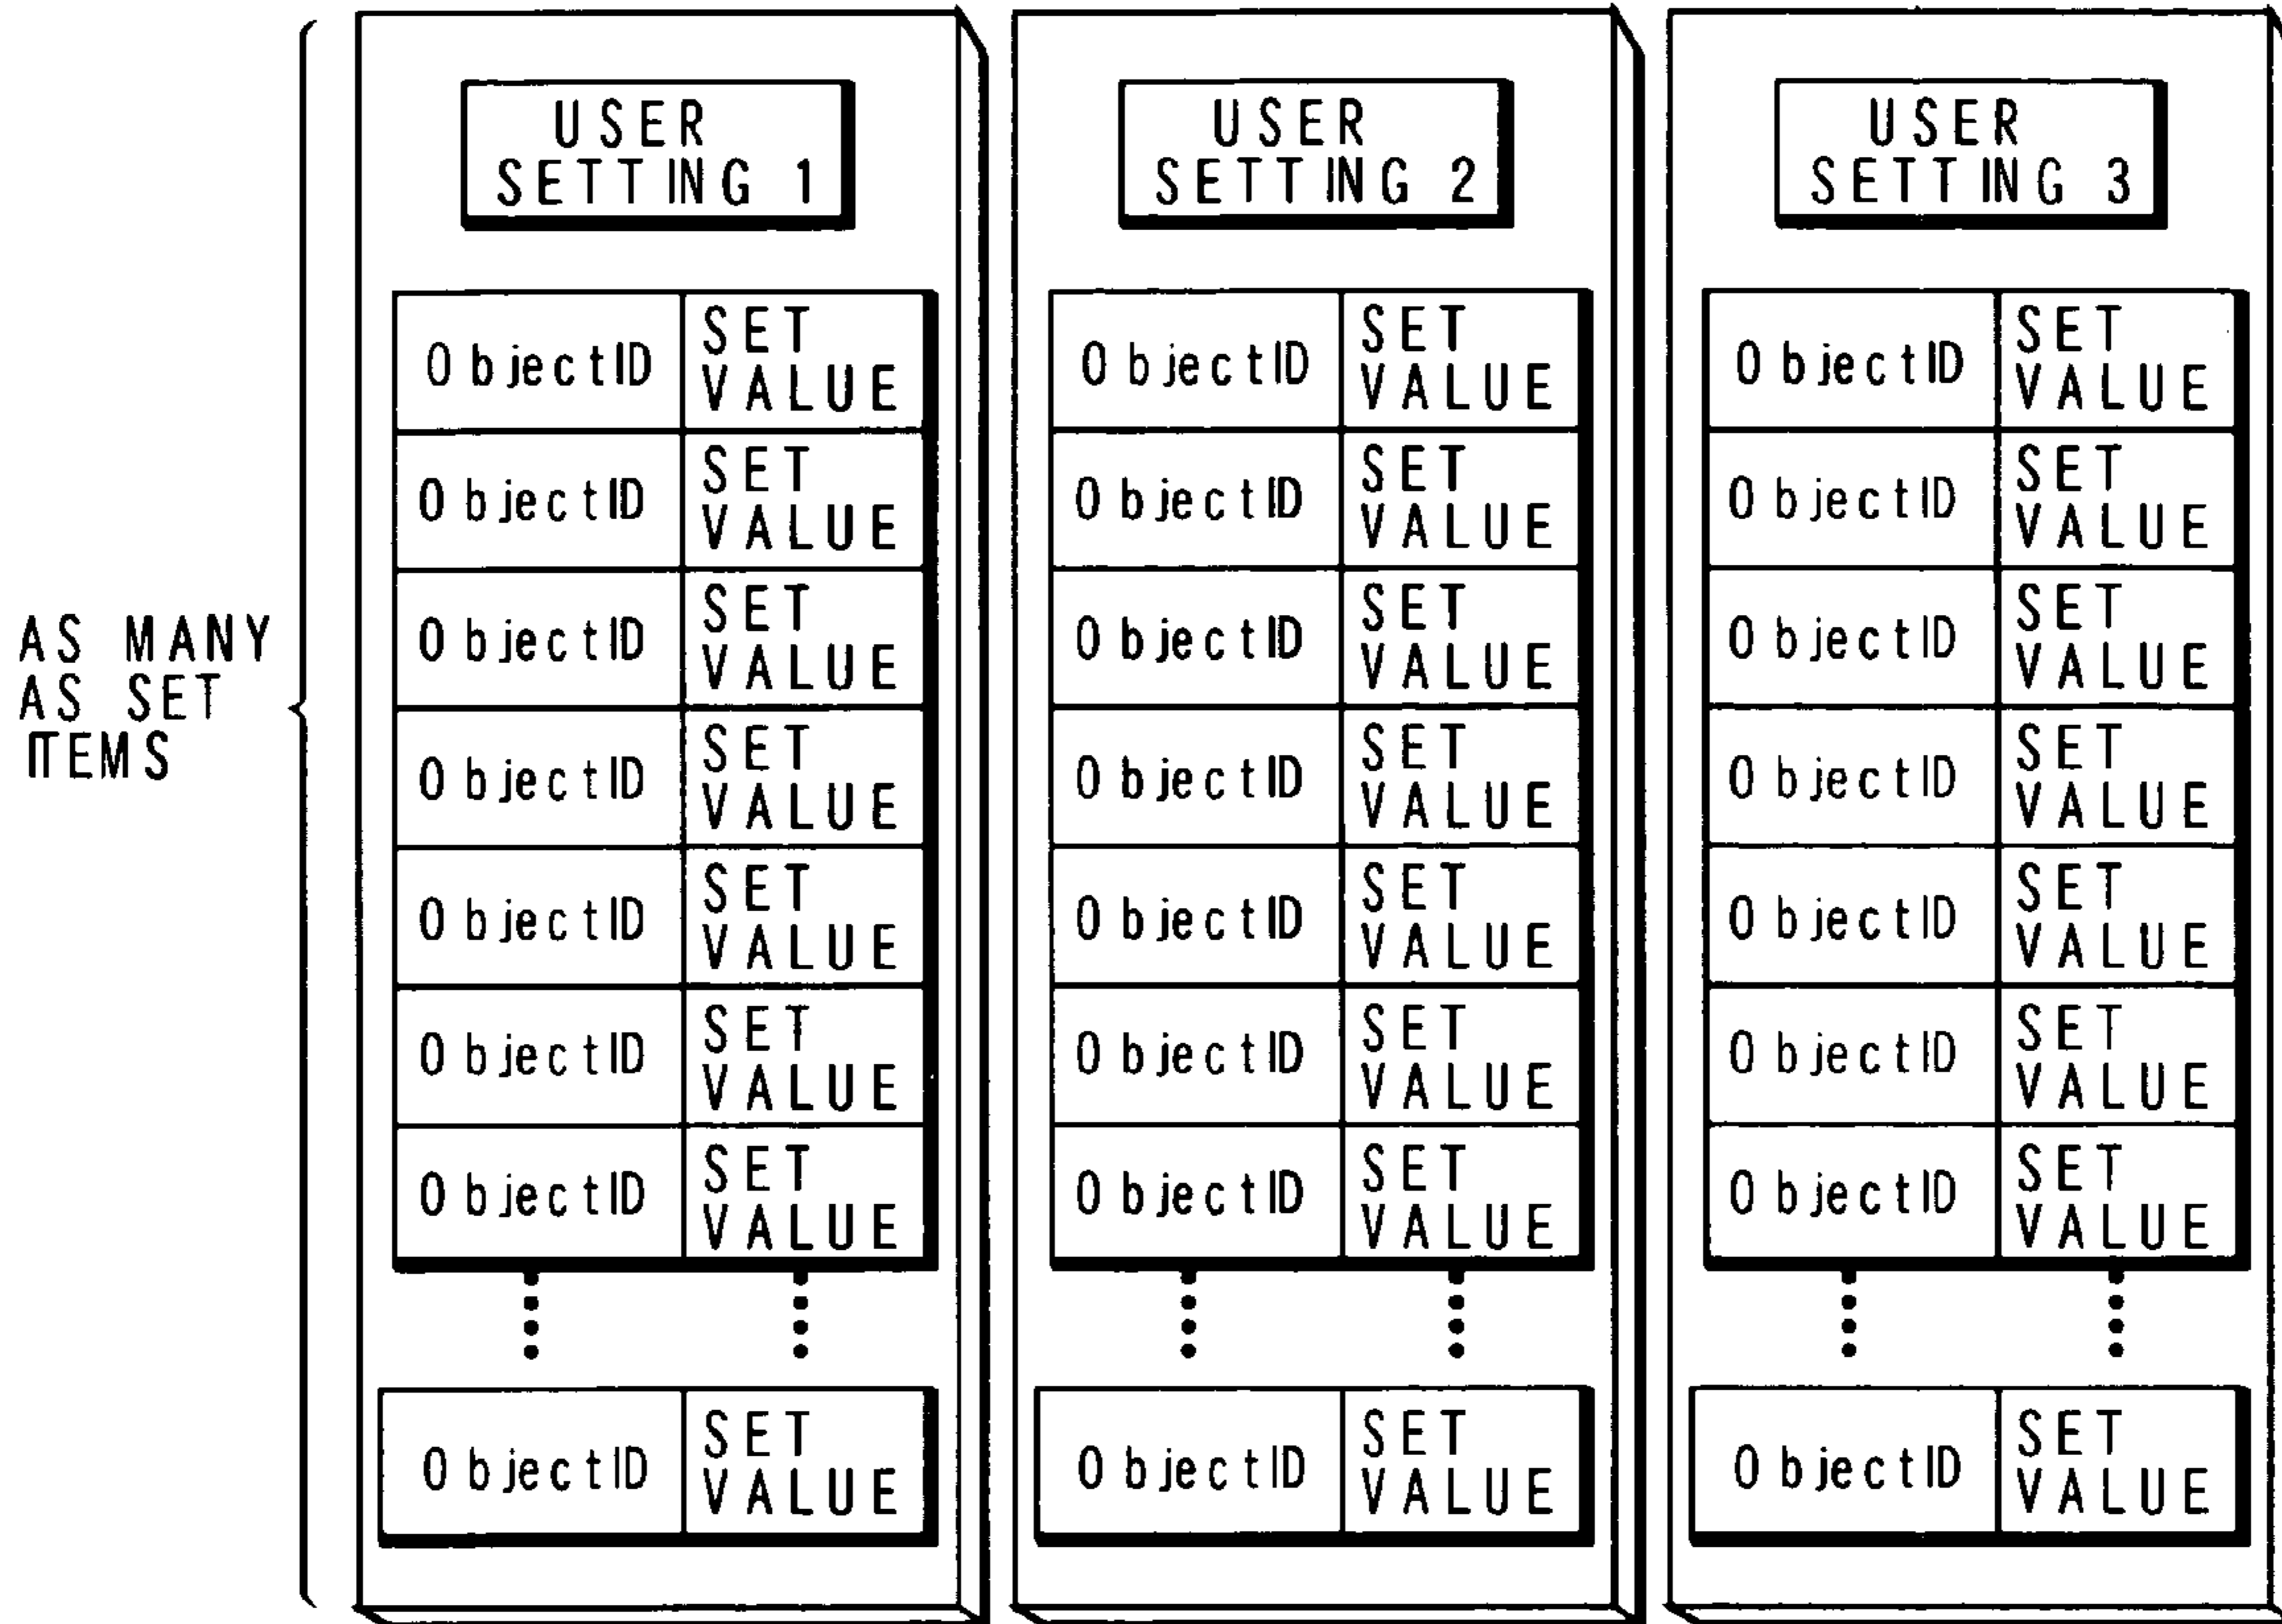 USER
SETTING 1
ObjectID SET
VALUE
ObjectID SET
VALUE
ObjectID SET
VALUE
ObjectID SET
VALUE
ObjectID SET
VALUE
ObjectID SET
VALUE
ObjectID SET
VALUE
ObjectID SET
VALUE
USER
SETTING 2
ObjectID SET
VALUE
ObjectID SET
VALUE
ObjectID SET
VALUE
ObjectID SET
VALUE
ObjectID SET
VALUE
ObjectID SET
VALUE
ObjectID SET
VALUE
ObjectID SET
VALUE
USER
SETTING 3
ObjectID SET
VALUE
ObjectID SET
VALUE
ObjectID SET
VALUE
ObjectID SET
VALUE
ObjectID SET
VALUE
ObjectID SET
VALUE
ObjectID SET
VALUE
ObjectID SET
VALUE
AS MANY
AS SET
ITEMS